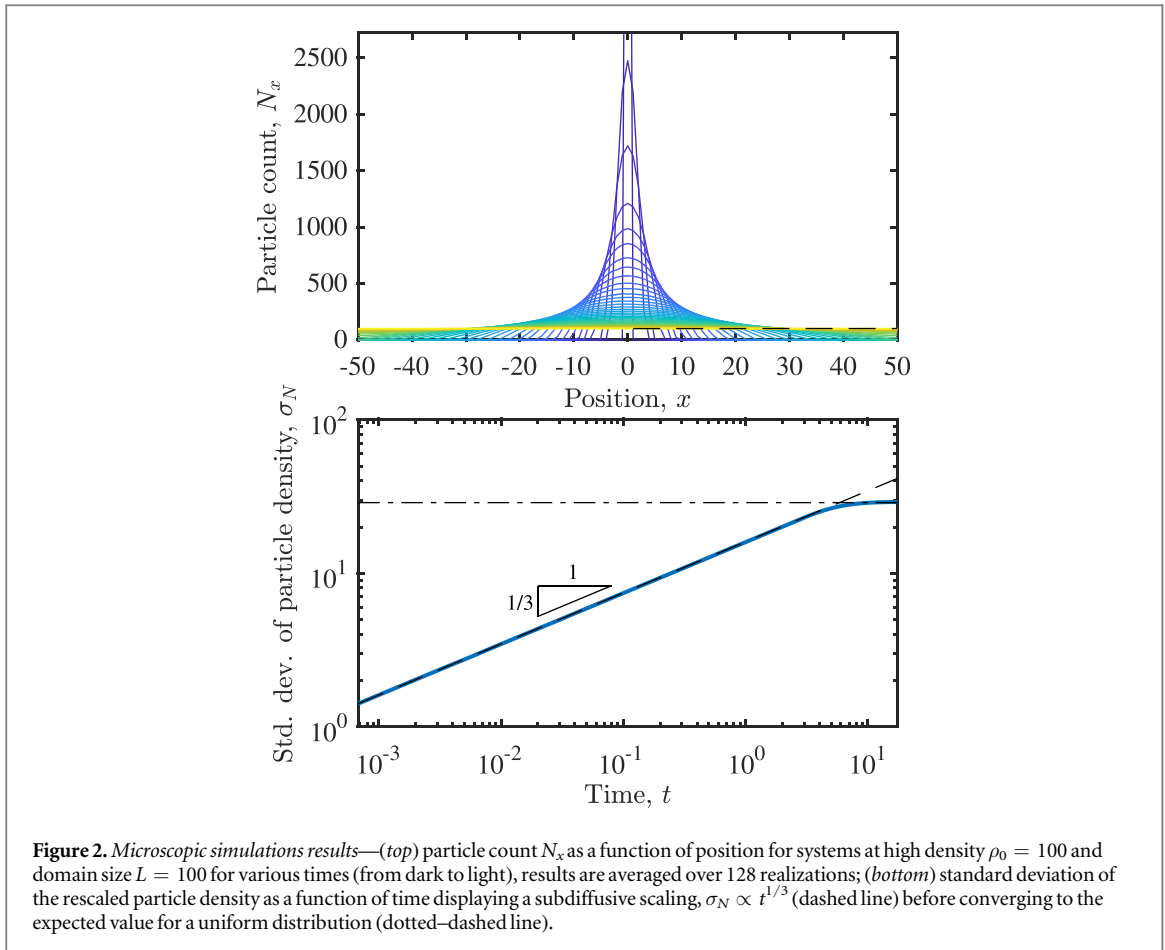 2500
2000
1500
1000
500
0
Particle count, N_x
-50 -40 -30 -20 -10 0 10 20 30 40 50
Position, x
10^2
10^1
10^0
Std. dev. of particle density, σ_N
1
1/3
10^-3 10^-2 10^-1 10^0 10^1
Time, t
Figure 2. Microscopic simulations results—(top) particle count N_x as a function of position for systems at high density ρ_0 = 100 and
domain size L = 100 for various times (from dark to light), results are averaged over 128 realizations; (bottom) standard deviation of
the rescaled particle density as a function of time displaying a subdiffusive scaling, σ_N ∝ t^1/3 (dashed line) before converging to the
expected value for a uniform distribution (dotted–dashed line).